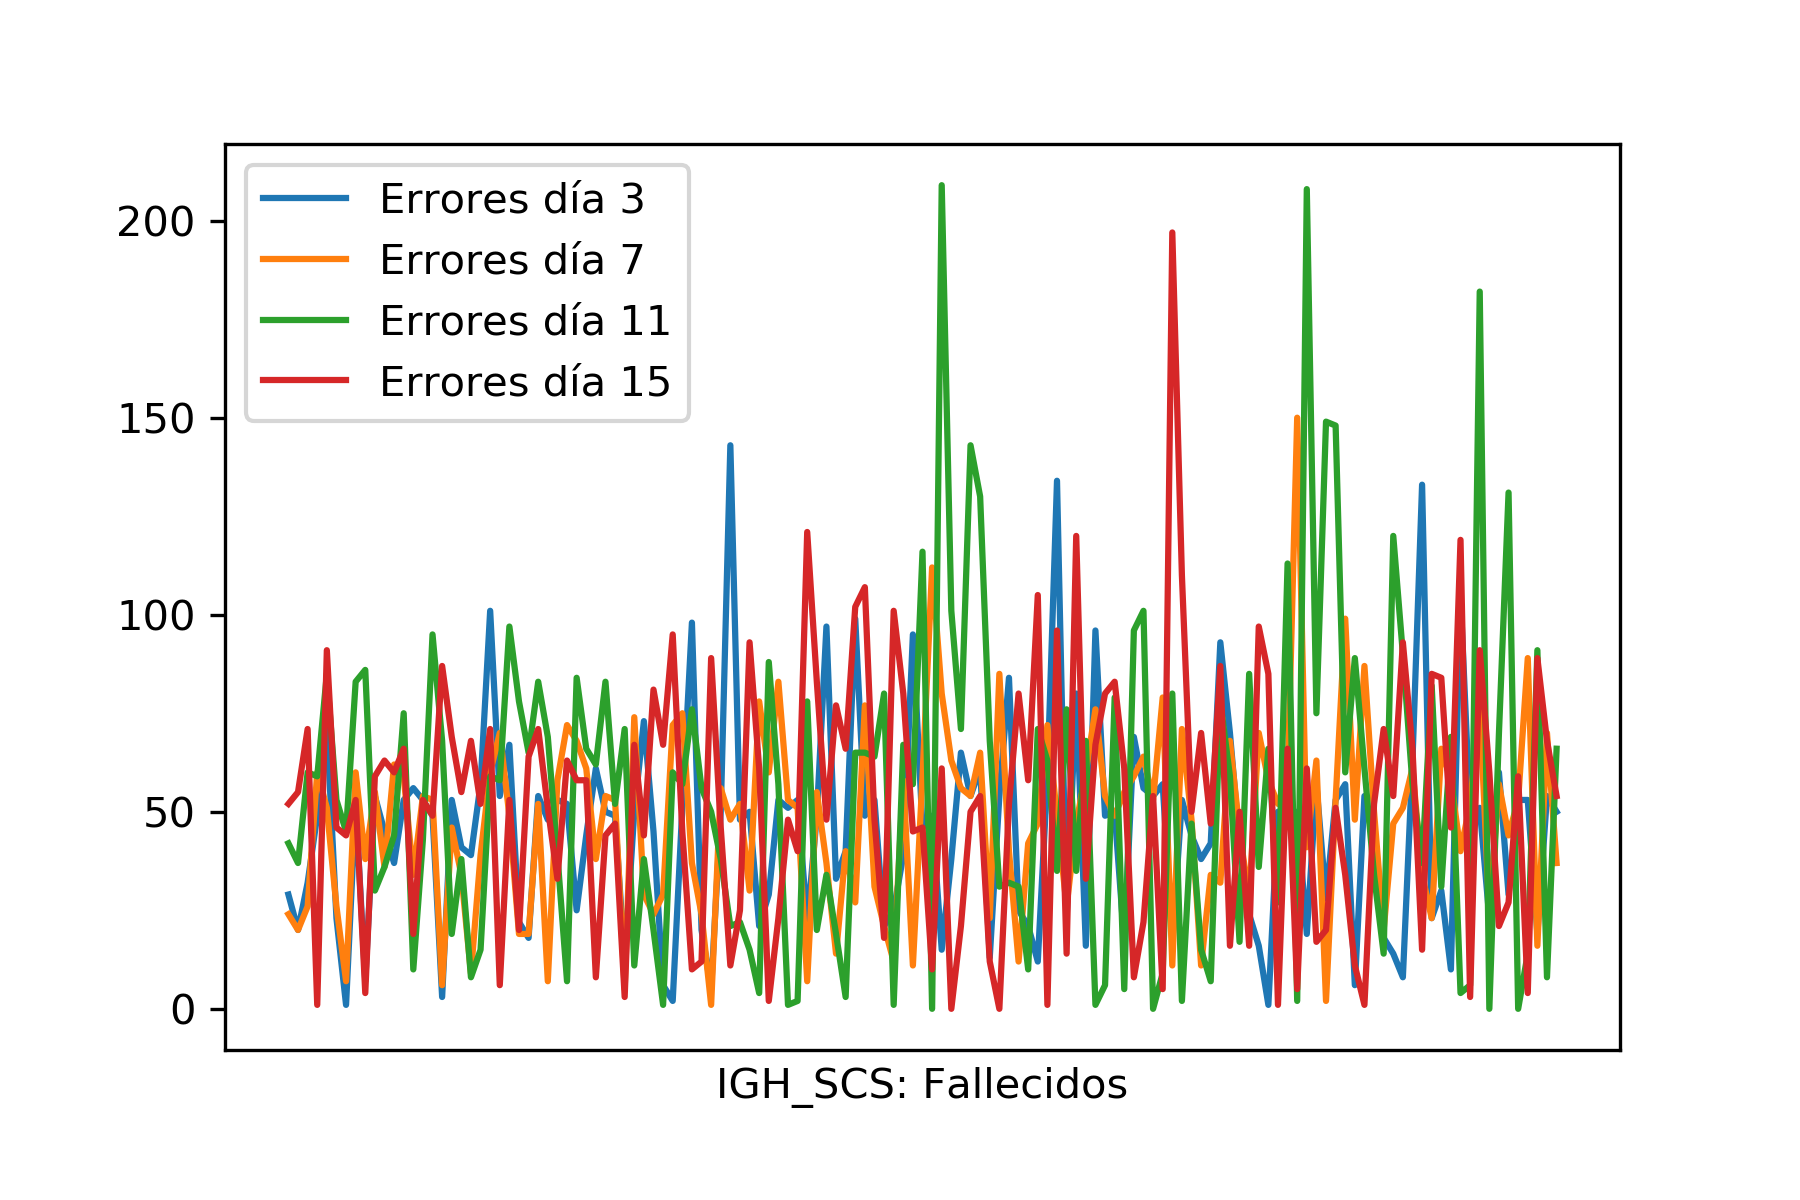 Errores día 3
Errores día 7
Errores día 11
Errores día 15
200
150
100
50
0
IGH_SCS: Fallecidos